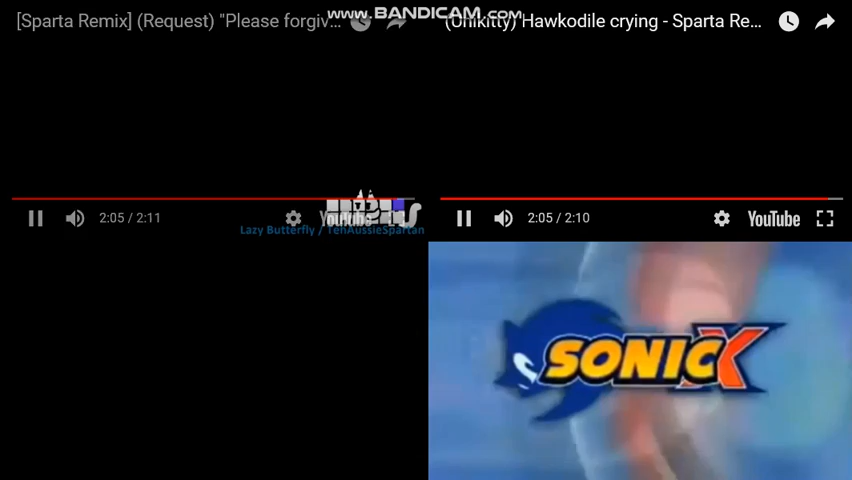 www.BANDICAM.com
[Sparta Remix] (Request) "Please forgiv...
(Unikitty) Hawkodile crying - Sparta Re...
2:05 / 2:11
YouTube
2:05 / 2:10
YouTube
Lazy Butterfly / TehAussieSpartan
SONIC X